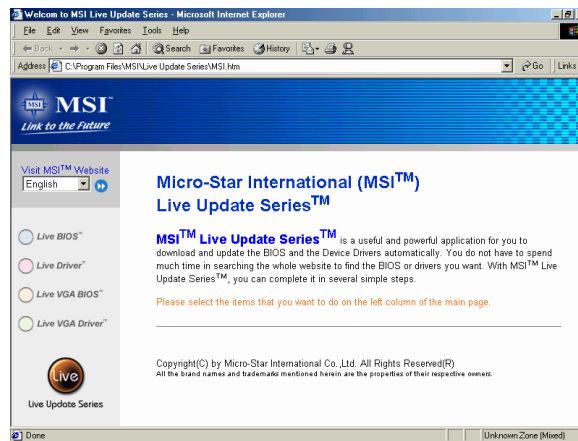 Welcom to MSI Live Update Series - Microsoft Internet Explorer
File Edit View Favorites Tools Help
Back Search Favorites History
Address C:\Program Files\MSI\Live Update Series\MSI.htm Go Links
MSI MSI™
Link to the Future
Visit MSI™ Website
English
Live BIOS™
Live Driver™
Live VGA BIOS™
Live VGA Driver™
Live
Live Update Series
Micro-Star International (MSI™)
Live Update Series™
MSI™ Live Update Series™ is a useful and powerful application for you to
download and update the BIOS and the Device Drivers automatically. You do not have to spend
much time in searching the whole website to find the BIOS or drivers you want. With MSI™ Live
Update Series™, you can complete it in several simple steps.
Please select the items that you want to do on the left column of the main page.
Copyright(C) by Micro-Star International Co.,Ltd. All Rights Reserved(R)
All the brand names and trademarks mentioned herein are the properties of their respective owners.
Done Unknown Zone (Mixed)